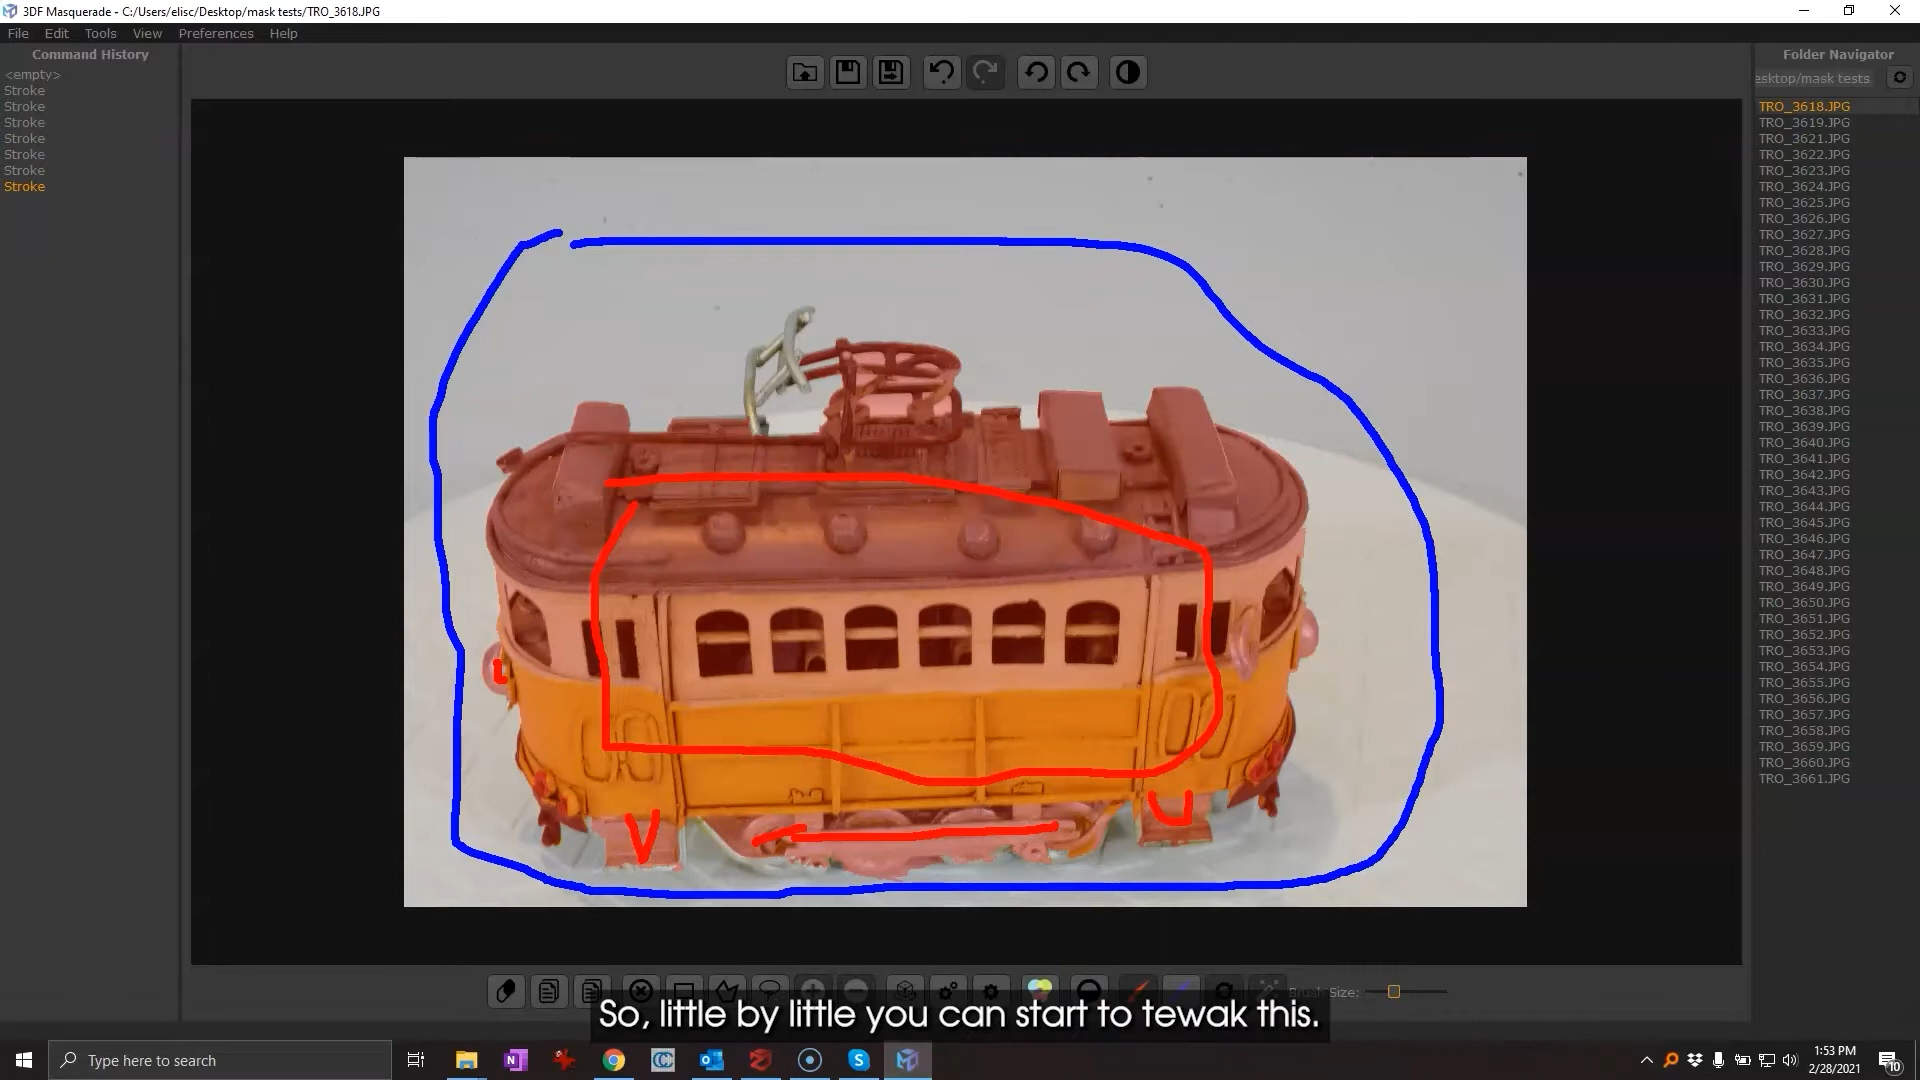 3DF Masquerade - C:/Users/elisc/Desktop/mask tests/TRO_3618.JPG
File Edit Tools View Preferences Help
Command History
<empty>
Stroke
Stroke
Stroke
Stroke
Stroke
Stroke
Stroke
Folder Navigator
esktop/mask tests
TRO_3618.JPG
TRO_3619.JPG
TRO_3621.JPG
TRO_3622.JPG
TRO_3623.JPG
TRO_3624.JPG
TRO_3625.JPG
TRO_3626.JPG
TRO_3627.JPG
TRO_3628.JPG
TRO_3629.JPG
TRO_3630.JPG
TRO_3631.JPG
TRO_3632.JPG
TRO_3633.JPG
TRO_3634.JPG
TRO_3635.JPG
TRO_3636.JPG
TRO_3637.JPG
TRO_3638.JPG
TRO_3639.JPG
TRO_3640.JPG
TRO_3641.JPG
TRO_3642.JPG
TRO_3643.JPG
TRO_3644.JPG
TRO_3645.JPG
TRO_3646.JPG
TRO_3647.JPG
TRO_3648.JPG
TRO_3649.JPG
TRO_3650.JPG
TRO_3651.JPG
TRO_3652.JPG
TRO_3653.JPG
TRO_3654.JPG
TRO_3655.JPG
TRO_3656.JPG
TRO_3657.JPG
TRO_3658.JPG
TRO_3659.JPG
TRO_3660.JPG
TRO_3661.JPG
Brush Size:
So, little by little you can start to tewak this.
Type here to search
1:53 PM
2/28/2021
10